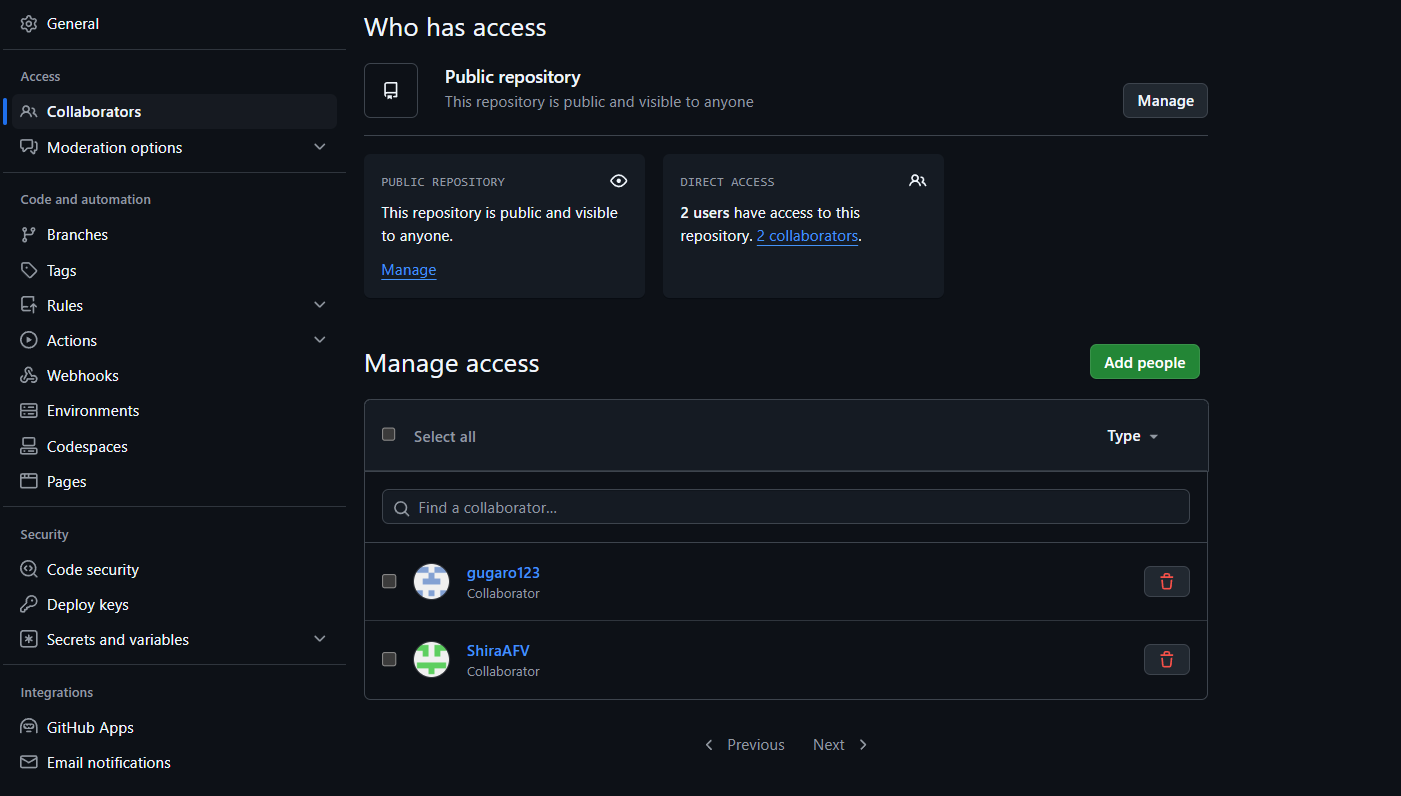 General
Access
Collaborators
Moderation options
Code and automation
Branches
Tags
Rules
Actions
Webhooks
Environments
Codespaces
Pages
Security
Code security
Deploy keys
Secrets and variables
Integrations
GitHub Apps
Email notifications
Who has access
Public repository
This repository is public and visible to anyone
Manage
PUBLIC REPOSITORY
This repository is public and visible
to anyone.
Manage
DIRECT ACCESS
2 users have access to this
repository. 2 collaborators.
Manage access
Add people
Select all
Type
Find a collaborator...
gugaro123
Collaborator
ShiraAFV
Collaborator
Previous
Next